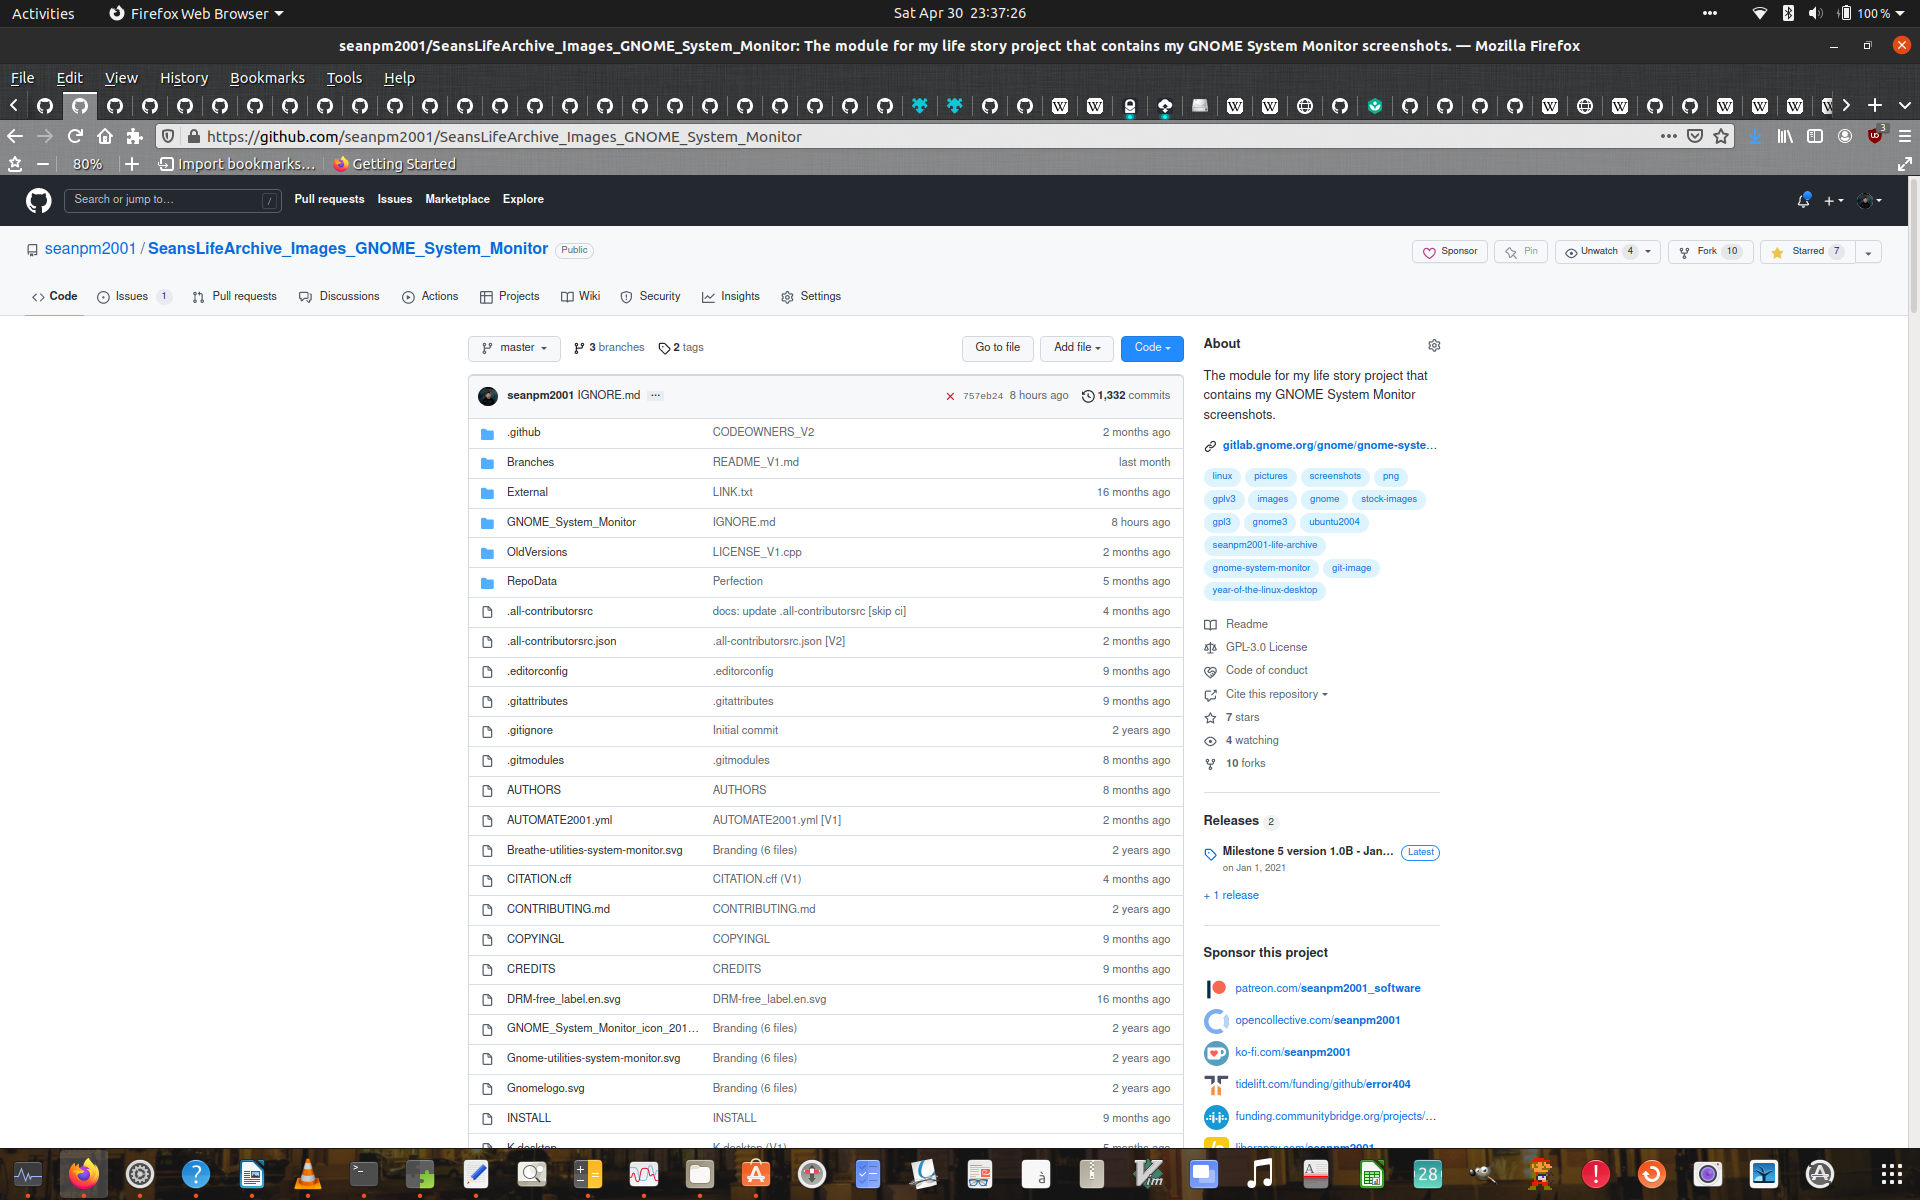 Activities
Firefox Web Browser
Sat Apr 30 23:37:26
100 %
seanpm2001/SeansLifeArchive_Images_GNOME_System_Monitor: The module for my life story project that contains my GNOME System Monitor screenshots. — Mozilla Firefox
File Edit View History Bookmarks Tools Help
https://github.com/seanpm2001/SeansLifeArchive_Images_GNOME_System_Monitor
3
80%
Import bookmarks...
Getting Started
Search or jump to...
/
Pull requests Issues Marketplace Explore
seanpm2001 / SeansLifeArchive_Images_GNOME_System_Monitor Public
Sponsor Pin Unwatch 4 Fork 10 Starred 7
Code Issues 1 Pull requests Discussions Actions Projects Wiki Security Insights Settings
master 3 branches 2 tags Go to file Add file Code
seanpm2001 IGNORE.md ... 757eb24 8 hours ago 1,332 commits
.github CODEOWNERS_V2 2 months ago
Branches README_V1.md last month
External LINK.txt 16 months ago
GNOME_System_Monitor IGNORE.md 8 hours ago
OldVersions LICENSE_V1.cpp 2 months ago
RepoData Perfection 5 months ago
.all-contributorsrc docs: update .all-contributorsrc [skip ci] 4 months ago
.all-contributorsrc.json .all-contributorsrc.json [V2] 2 months ago
.editorconfig .editorconfig 9 months ago
.gitattributes .gitattributes 9 months ago
.gitignore Initial commit 2 years ago
.gitmodules .gitmodules 8 months ago
AUTHORS AUTHORS 8 months ago
AUTOMATE2001.yml AUTOMATE2001.yml [V1] 2 months ago
Breathe-utilities-system-monitor.svg Branding (6 files) 2 years ago
CITATION.cff CITATION.cff (V1) 4 months ago
CONTRIBUTING.md CONTRIBUTING.md 2 years ago
COPYINGL COPYINGL 9 months ago
CREDITS CREDITS 9 months ago
DRM-free_label.en.svg DRM-free_label.en.svg 16 months ago
GNOME_System_Monitor_icon_201... Branding (6 files) 2 years ago
Gnome-utilities-system-monitor.svg Branding (6 files) 2 years ago
Gnomelogo.svg Branding (6 files) 2 years ago
INSTALL INSTALL 9 months ago
About
The module for my life story project that
contains my GNOME System Monitor
screenshots.
gitlab.gnome.org/gnome/gnome-syste...
linux pictures screenshots png
gplv3 images gnome stock-images
gpl3 gnome3 ubuntu2004
seanpm2001-life-archive
gnome-system-monitor git-image
year-of-the-linux-desktop
Readme
GPL-3.0 License
Code of conduct
Cite this repository
7 stars
4 watching
10 forks
Releases 2
Milestone 5 version 1.0B - Jan... Latest
on Jan 1, 2021
+ 1 release
Sponsor this project
patreon.com/seanpm2001_software
opencollective.com/seanpm2001
ko-fi.com/seanpm2001
tidelift.com/funding/github/error404
funding.communitybridge.org/projects/...
28